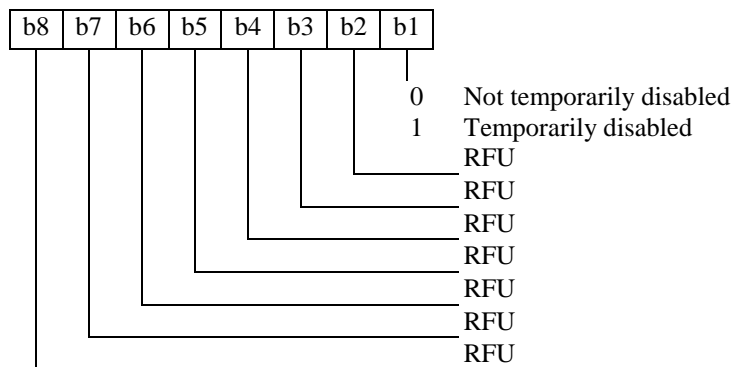 b8 b7 b6 b5 b4 b3 b2 b1
0 Not temporarily disabled
1 Temporarily disabled
RFU
RFU
RFU
RFU
RFU
RFU
RFU